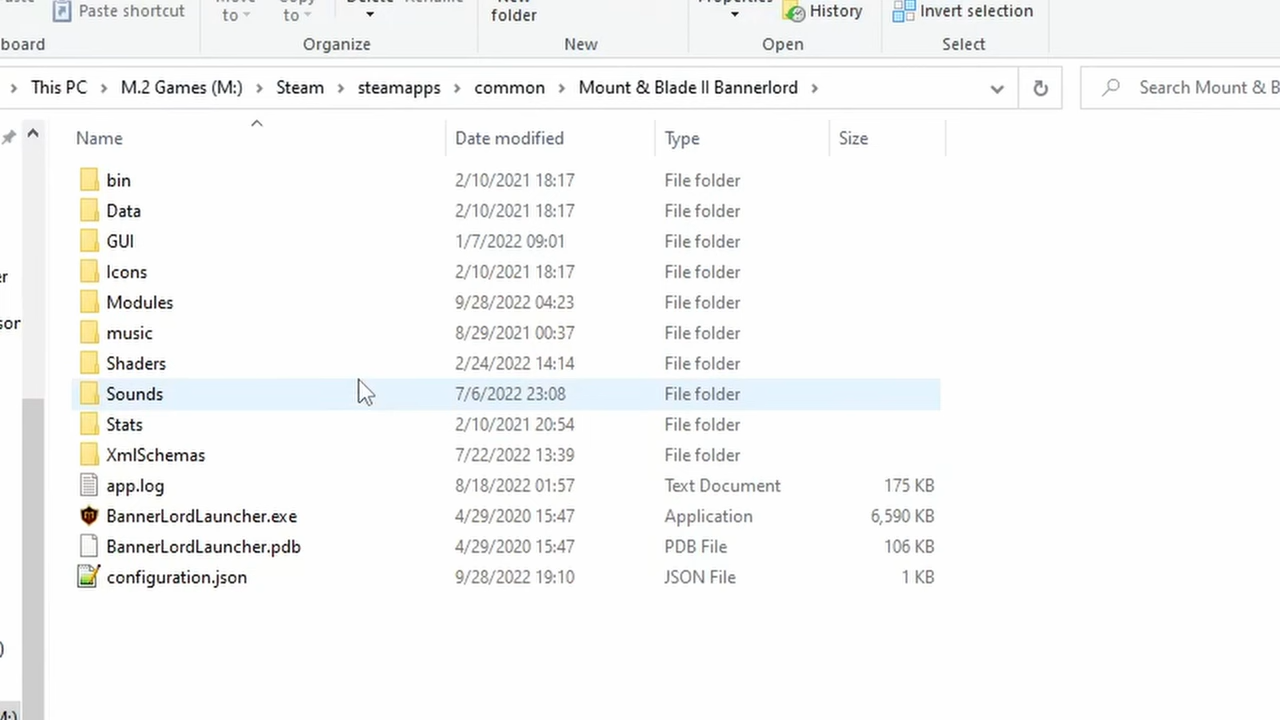 Paste shortcut
to
to
New
folder
History
Invert selection
board
Organize
New
Open
Select
This PC > M.2 Games (M:) > Steam > steamapps > common > Mount & Blade II Bannerlord >
Search Mount & B
Name Date modified Type Size
bin 2/10/2021 18:17 File folder
Data 2/10/2021 18:17 File folder
GUI 1/7/2022 09:01 File folder
Icons 2/10/2021 18:17 File folder
Modules 9/28/2022 04:23 File folder
music 8/29/2021 00:37 File folder
Shaders 2/24/2022 14:14 File folder
Sounds 7/6/2022 23:08 File folder
Stats 2/10/2021 20:54 File folder
XmlSchemas 7/22/2022 13:39 File folder
app.log 8/18/2022 01:57 Text Document 175 KB
BannerLordLauncher.exe 4/29/2020 15:47 Application 6,590 KB
BannerLordLauncher.pdb 4/29/2020 15:47 PDB File 106 KB
configuration.json 9/28/2022 19:10 JSON File 1 KB